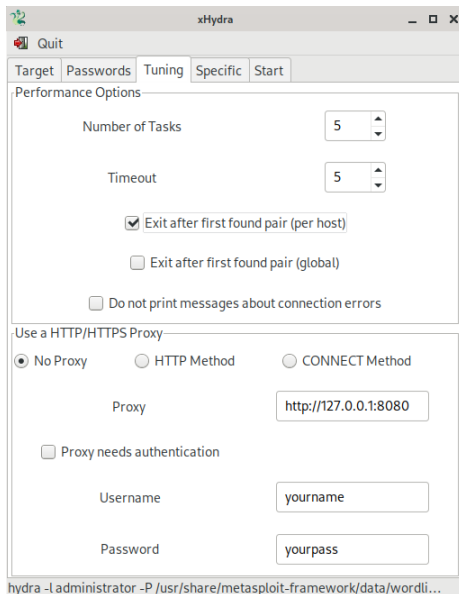 xHydra
Quit
Target Passwords Tuning Specific Start
Performance Options
Number of Tasks 5
Timeout 5
Exit after first found pair (per host)
Exit after first found pair (global)
Do not print messages about connection errors
Use a HTTP/HTTPS Proxy
No Proxy HTTP Method CONNECT Method
Proxy http://127.0.0.1:8080
Proxy needs authentication
Username yourname
Password yourpass
hydra -l administrator -P /usr/share/metasploit-framework/data/wordli...